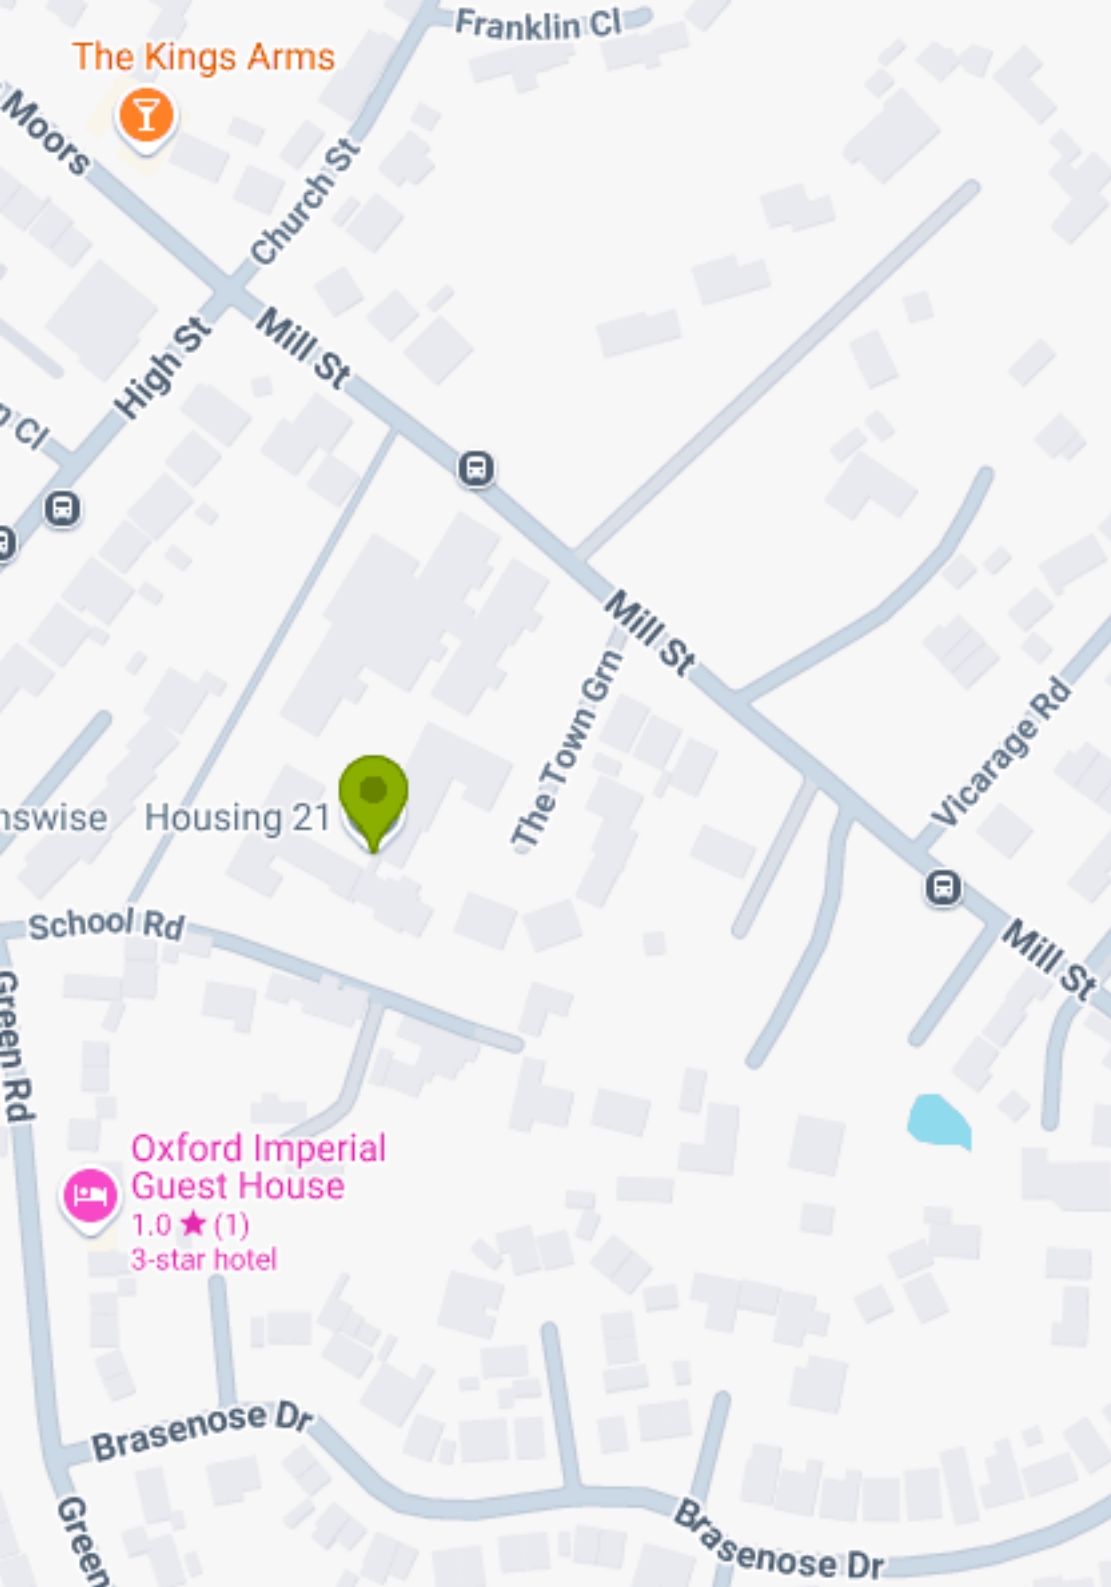 Franklin Cl
The Kings Arms
Moors
Church St
High St
Mill St
Mill St
The Town Grn
Vicarage Rd
nswise
Housing 21
School Rd
Mill St
Green Rd
Oxford Imperial
Guest House
1.0 ★ (1)
3-star hotel
Brasenose Dr
Green
Brasenose Dr